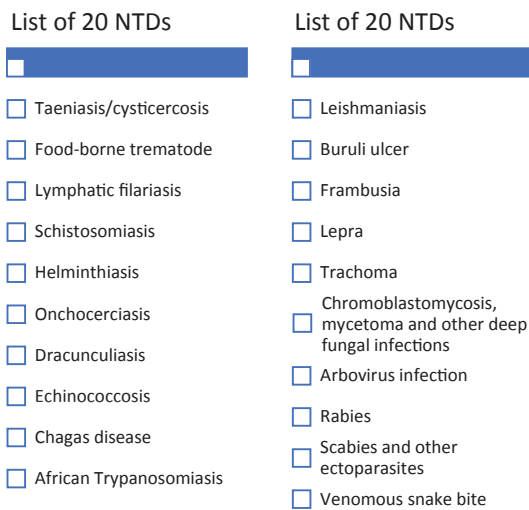 List of 20 NTDs
Taeniasis/cysticercosis
Food-borne trematode
Lymphatic filariasis
Schistosomiasis
Helminthiasis
Onchocerciasis
Dracunculiasis
Echinococcosis
Chagas disease
African Trypanosomiasis
List of 20 NTDs
Leishmaniasis
Buruli ulcer
Frambusia
Lepra
Trachoma
Chromoblastomycosis,
mycetoma and other deep
fungal infections
Arbovirus infection
Rabies
Scabies and other
ectoparasites
Venomous snake bite